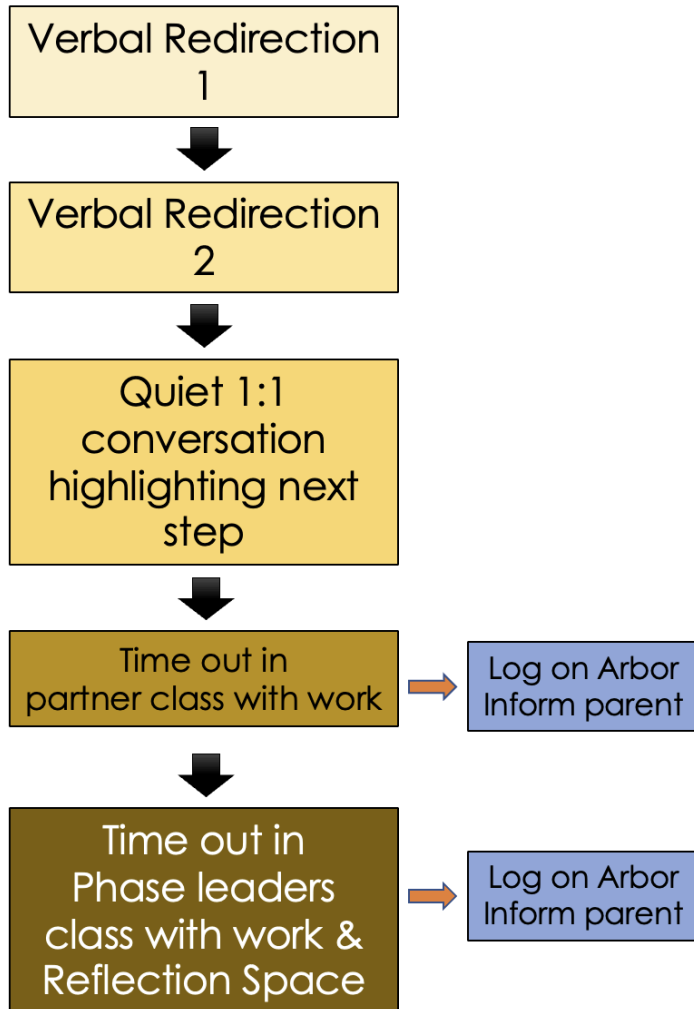 Verbal Redirection
1
Verbal Redirection
2
Quiet 1:1
conversation
highlighting next
step
Time out in
partner class with work
Log on Arbor
Inform parent
Time out in
Phase leaders
class with work &
Reflection Space
Log on Arbor
Inform parent